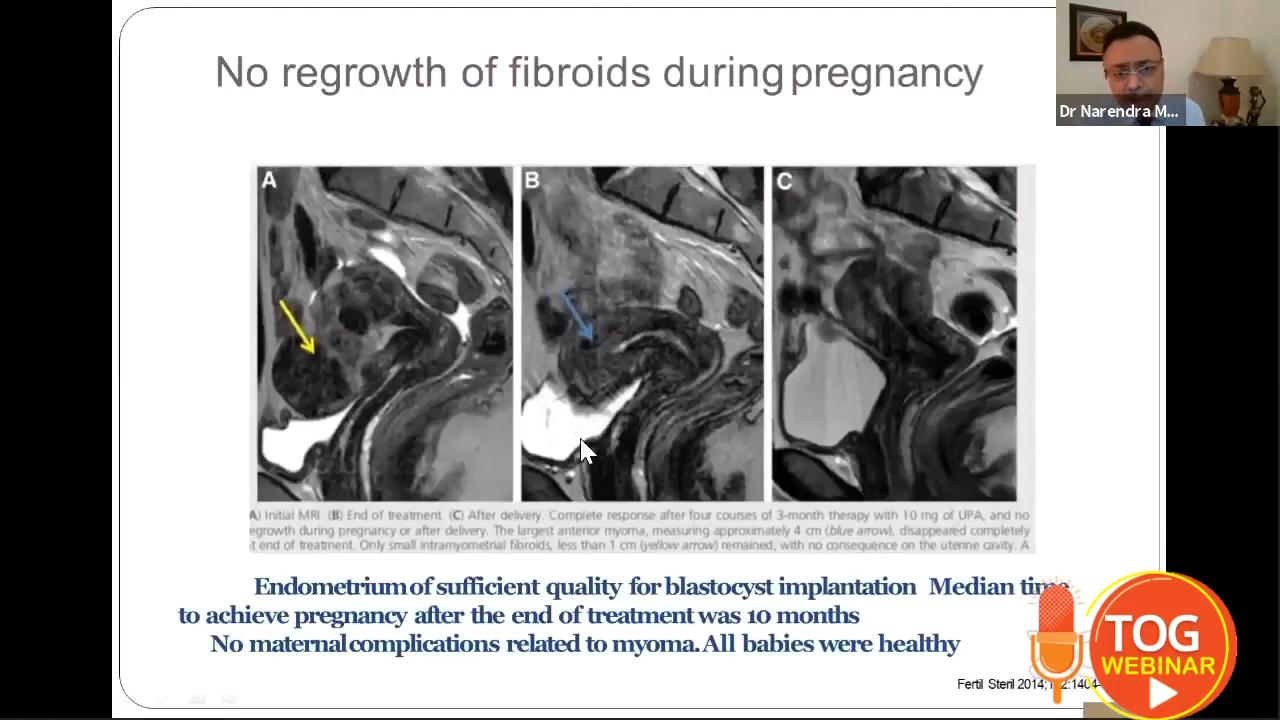 No regrowth of fibroids during pregnancy
Dr Narendra M...
A
B
C
A) Initial MRI. (B) End of treatment. (C) After delivery. Complete response after four courses of 3-month therapy with 10 mg of UPA, and no
egrowth during pregnancy or after delivery. The largest anterior myoma, measuring approximately 4 cm (blue arrow), disappeared completely
t end of treatment. Only small intramyometrial fibroids, less than 1 cm (yellow arrow) remained, with no consequence on the uterine cavity. A
Endometrium of sufficient quality for blastocyst implantation Median time
to achieve pregnancy after the end of treatment was 10 months
No maternal complications related to myoma. All babies were healthy
Fertil Steril 2014;
TOG
WEBINAR